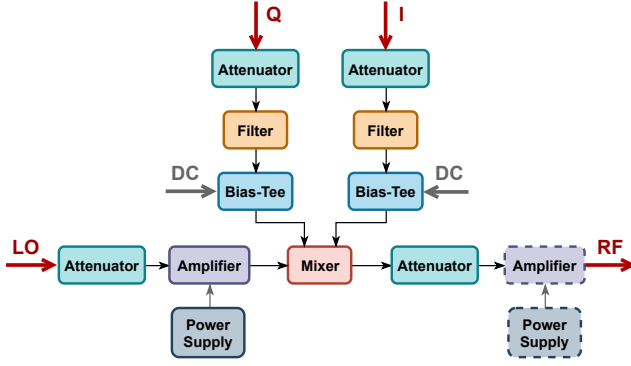 Q
I
Attenuator
Attenuator
Filter
Filter
DC
Bias-Tee
Bias-Tee
DC
LO
Attenuator
Amplifier
Mixer
Attenuator
Amplifier
RF
Power
Supply
Power
Supply